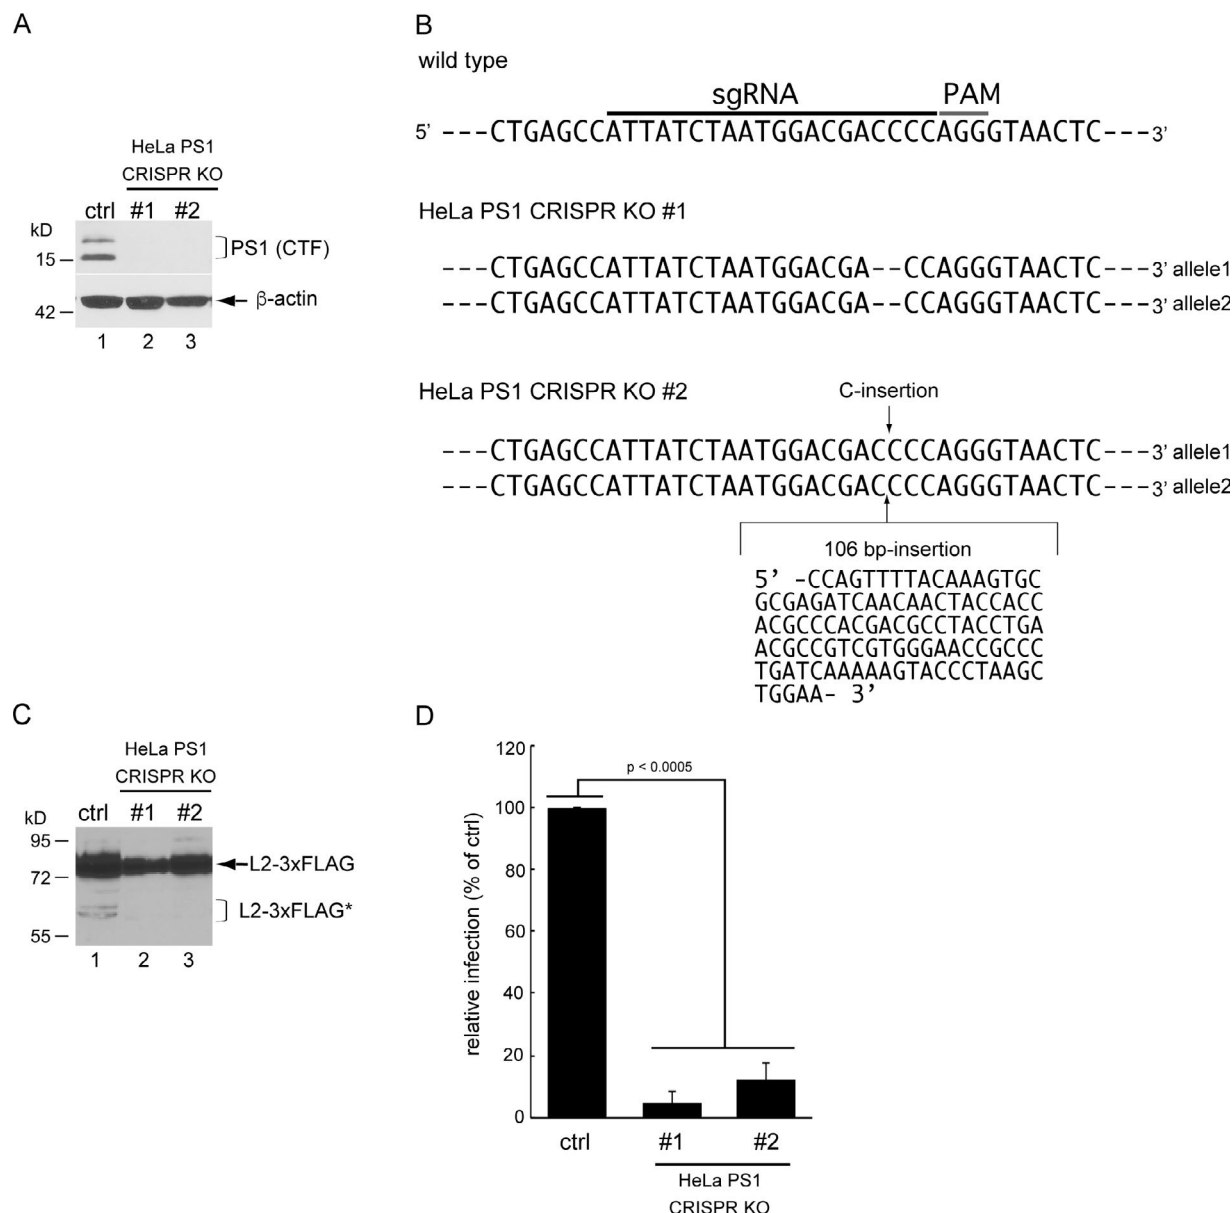 A
HeLa PS1
CRISPR KO
ctrl #1 #2
kD
15
PS1 (CTF)
42
β-actin
1 2 3
B
wild type
sgRNA PAM
5’ ---CTGAGCCATTATCTAATGGACGACCCCAGGGTAACTC---3’
HeLa PS1 CRISPR KO #1
---CTGAGCCATTATCTAATGGACGA--CCAGGGTAACTC---3’ allele1
---CTGAGCCATTATCTAATGGACGA--CCAGGGTAACTC---3’ allele2
HeLa PS1 CRISPR KO #2
C-insertion
---CTGAGCCATTATCTAATGGACGACCCCAGGGTAACTC---3’ allele1
---CTGAGCCATTATCTAATGGACGACCCCAGGGTAACTC---3’ allele2
106 bp-insertion
5’ -CCAGTTTTACAAAGTGC
GCGAGATCAACAACTACCACC
ACGCCCACGACGCCTACCTGA
ACGCCGTCGTGGGAACCGCCC
TGATCAAAAAGTACCCTAAGC
TGGAA- 3’
C
HeLa PS1
CRISPR KO
ctrl #1 #2
kD
95
72
L2-3xFLAG
L2-3xFLAG*
55
1 2 3
D
relative infection (% of ctrl)
120
100
80
60
40
20
0
p < 0.0005
ctrl #1 #2
HeLa PS1
CRISPR KO